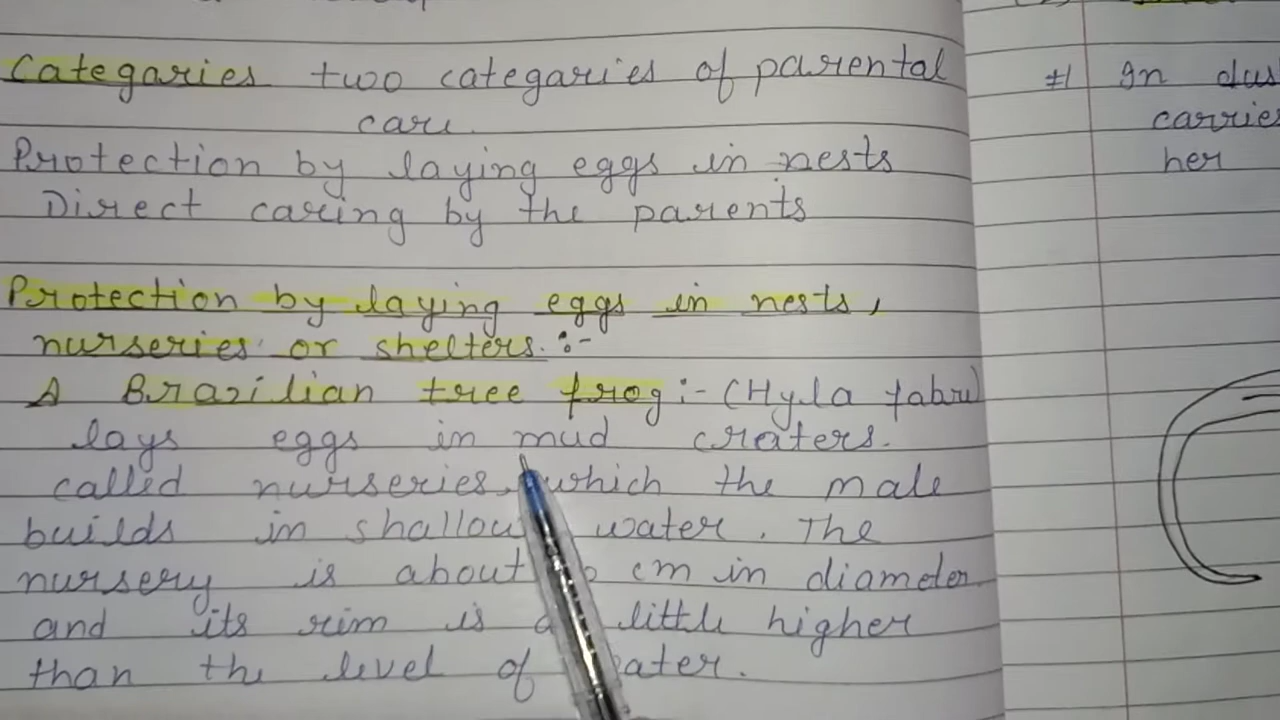 Categaries two categaries of parental
care.
Protection by laying eggs in nests
Direct caring by the parents
Protection by laying eggs in nests,
nurseries or shelters. :-
A Brazilian tree frog :- (Hyla
lays eggs in mud craters.
called nurseries, which the male
builds in shallow water. The
nursery is about cm in diameter
and its rim is a little higher
than the level of water.
# In
carries
her